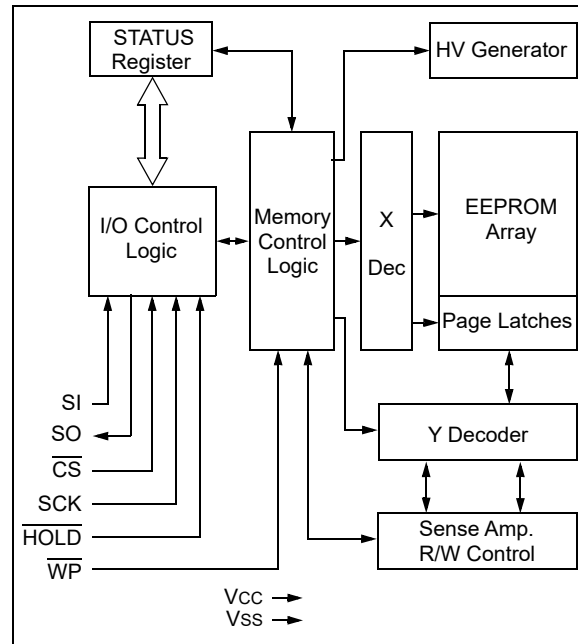 STATUS
Register
HV Generator
I/O Control
Logic
Memory
Control
Logic
X
Dec
EEPROM
Array
Page Latches
SI
SO
CS
SCK
HOLD
WP
Y Decoder
Sense Amp.
R/W Control
VCC
VSS